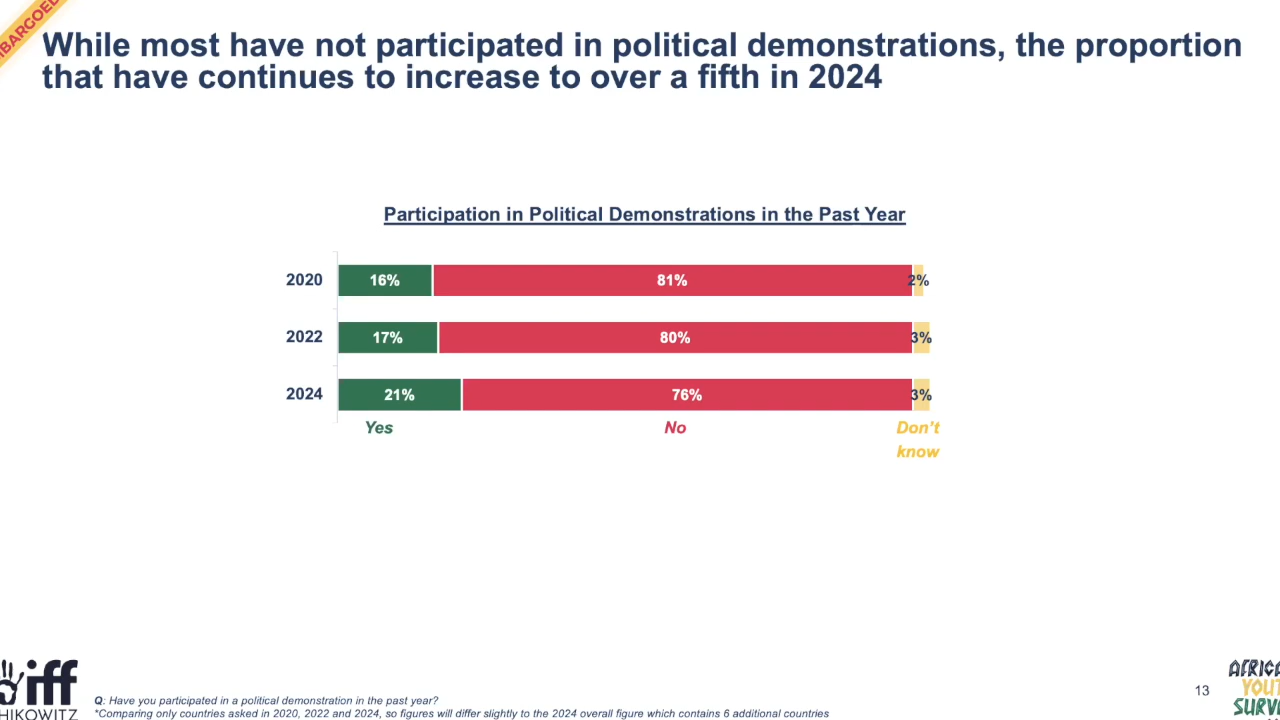 While most have not participated in political demonstrations, the proportion
that have continues to increase to over a fifth in 2024
Participation in Political Demonstrations in the Past Year
2020 16% 81% 2%
2022 17% 80% 3%
2024 21% 76% 3%
Yes No Don’t
know
iff
HIKOWITZ
Q: Have you participated in a political demonstration in the past year?
*Comparing only countries asked in 2020, 2022 and 2024, so figures will differ slightly to the 2024 overall figure which contains 6 additional countries
13
AFRICA
YOUT
SURVE